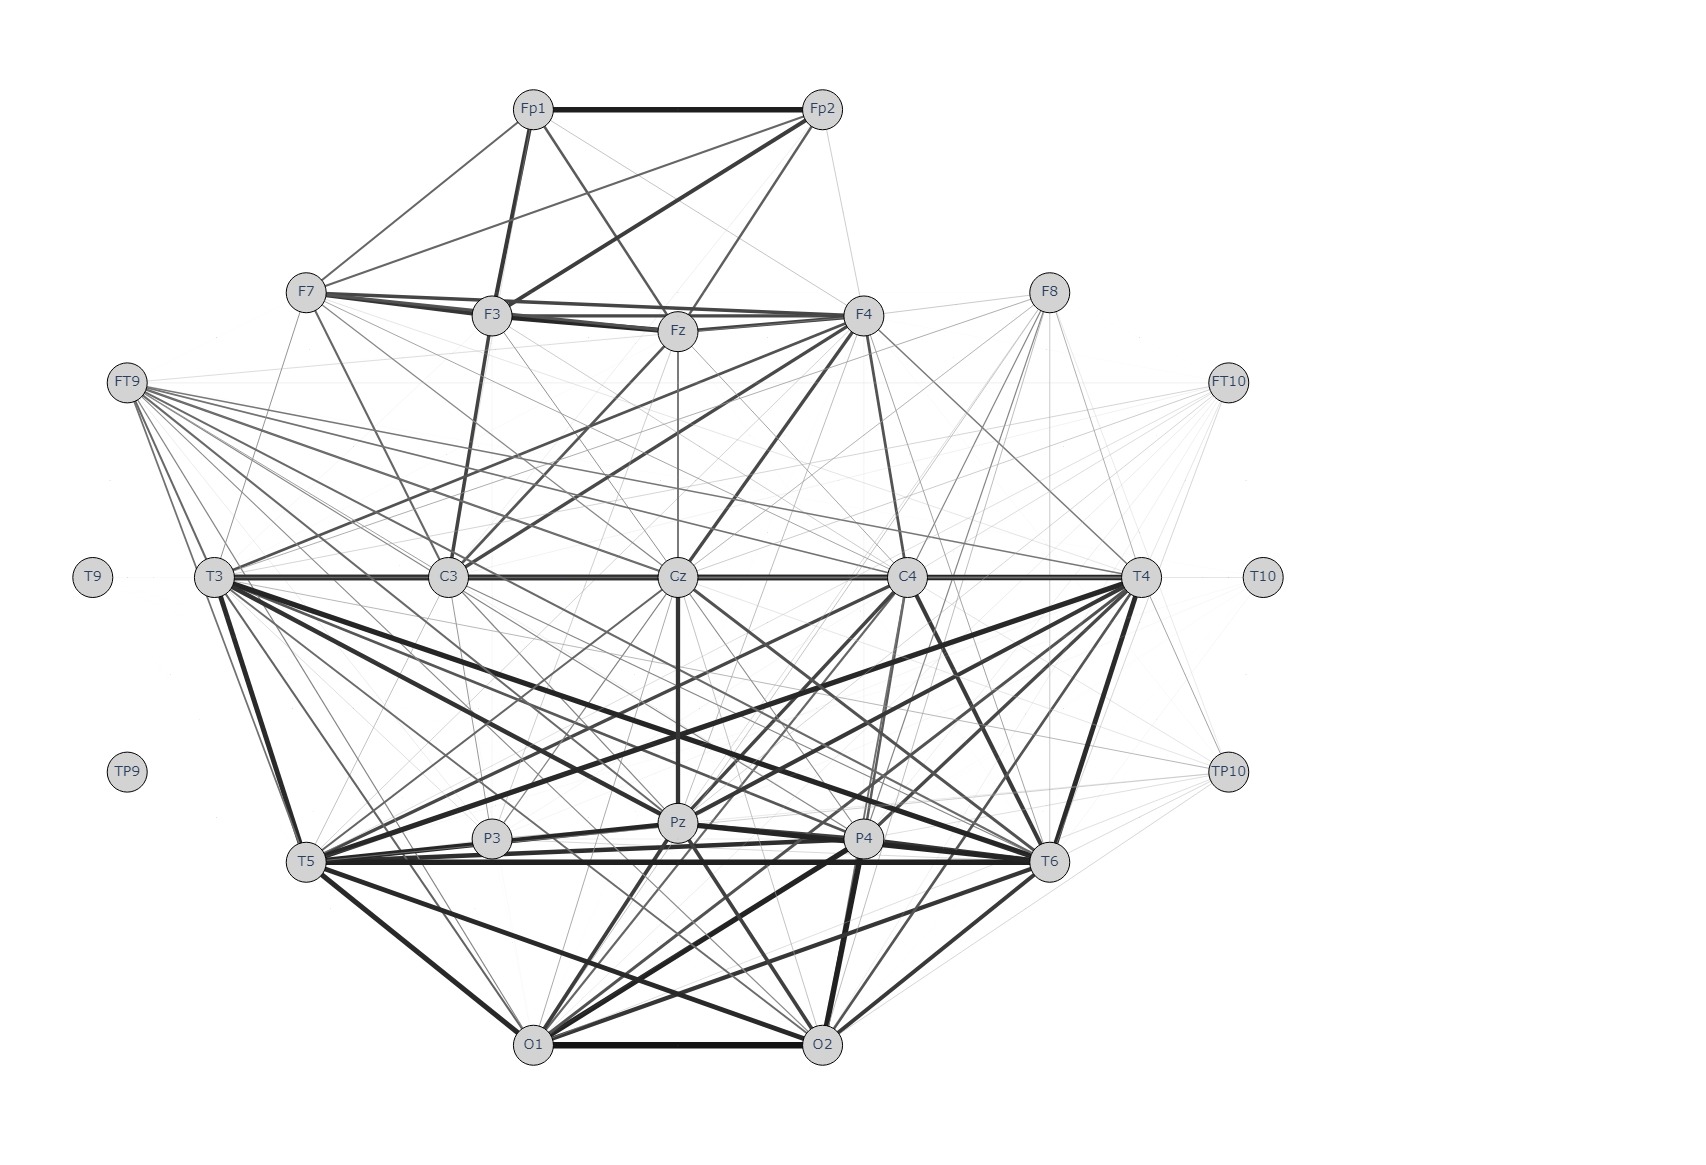 Fp1 Fp2
F7 F3 Fz F4 F8
FT9 FT10
T9 T3 C3 Cz C4 T4 T10
TP9 TP10
T5 P3 Pz P4 T6
O1 O2